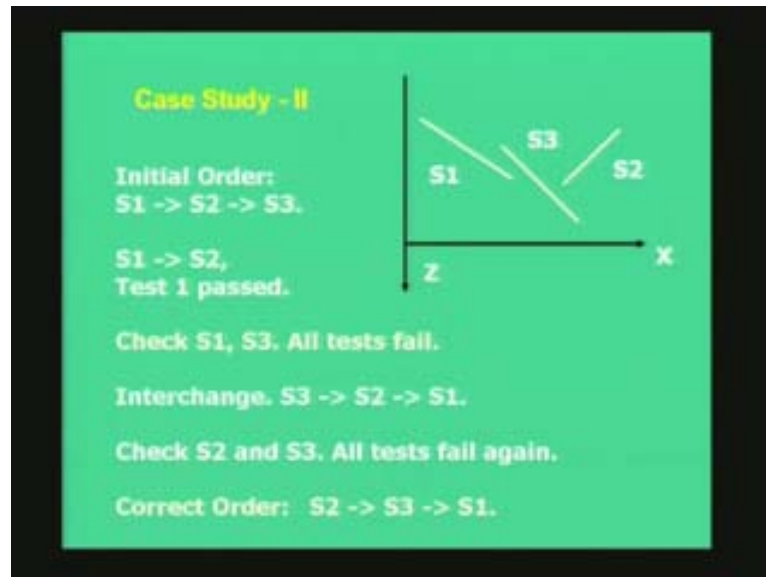 Case Study - II
S3
S1
S2
Initial Order:
S1 -> S2 -> S3.
X
S1 -> S2,
Z
Test 1 passed.
Check S1, S3. All tests fail.
Interchange. S3 -> S2 -> S1.
Check S2 and S3. All tests fail again.
Correct Order: S2 -> S3 -> S1.